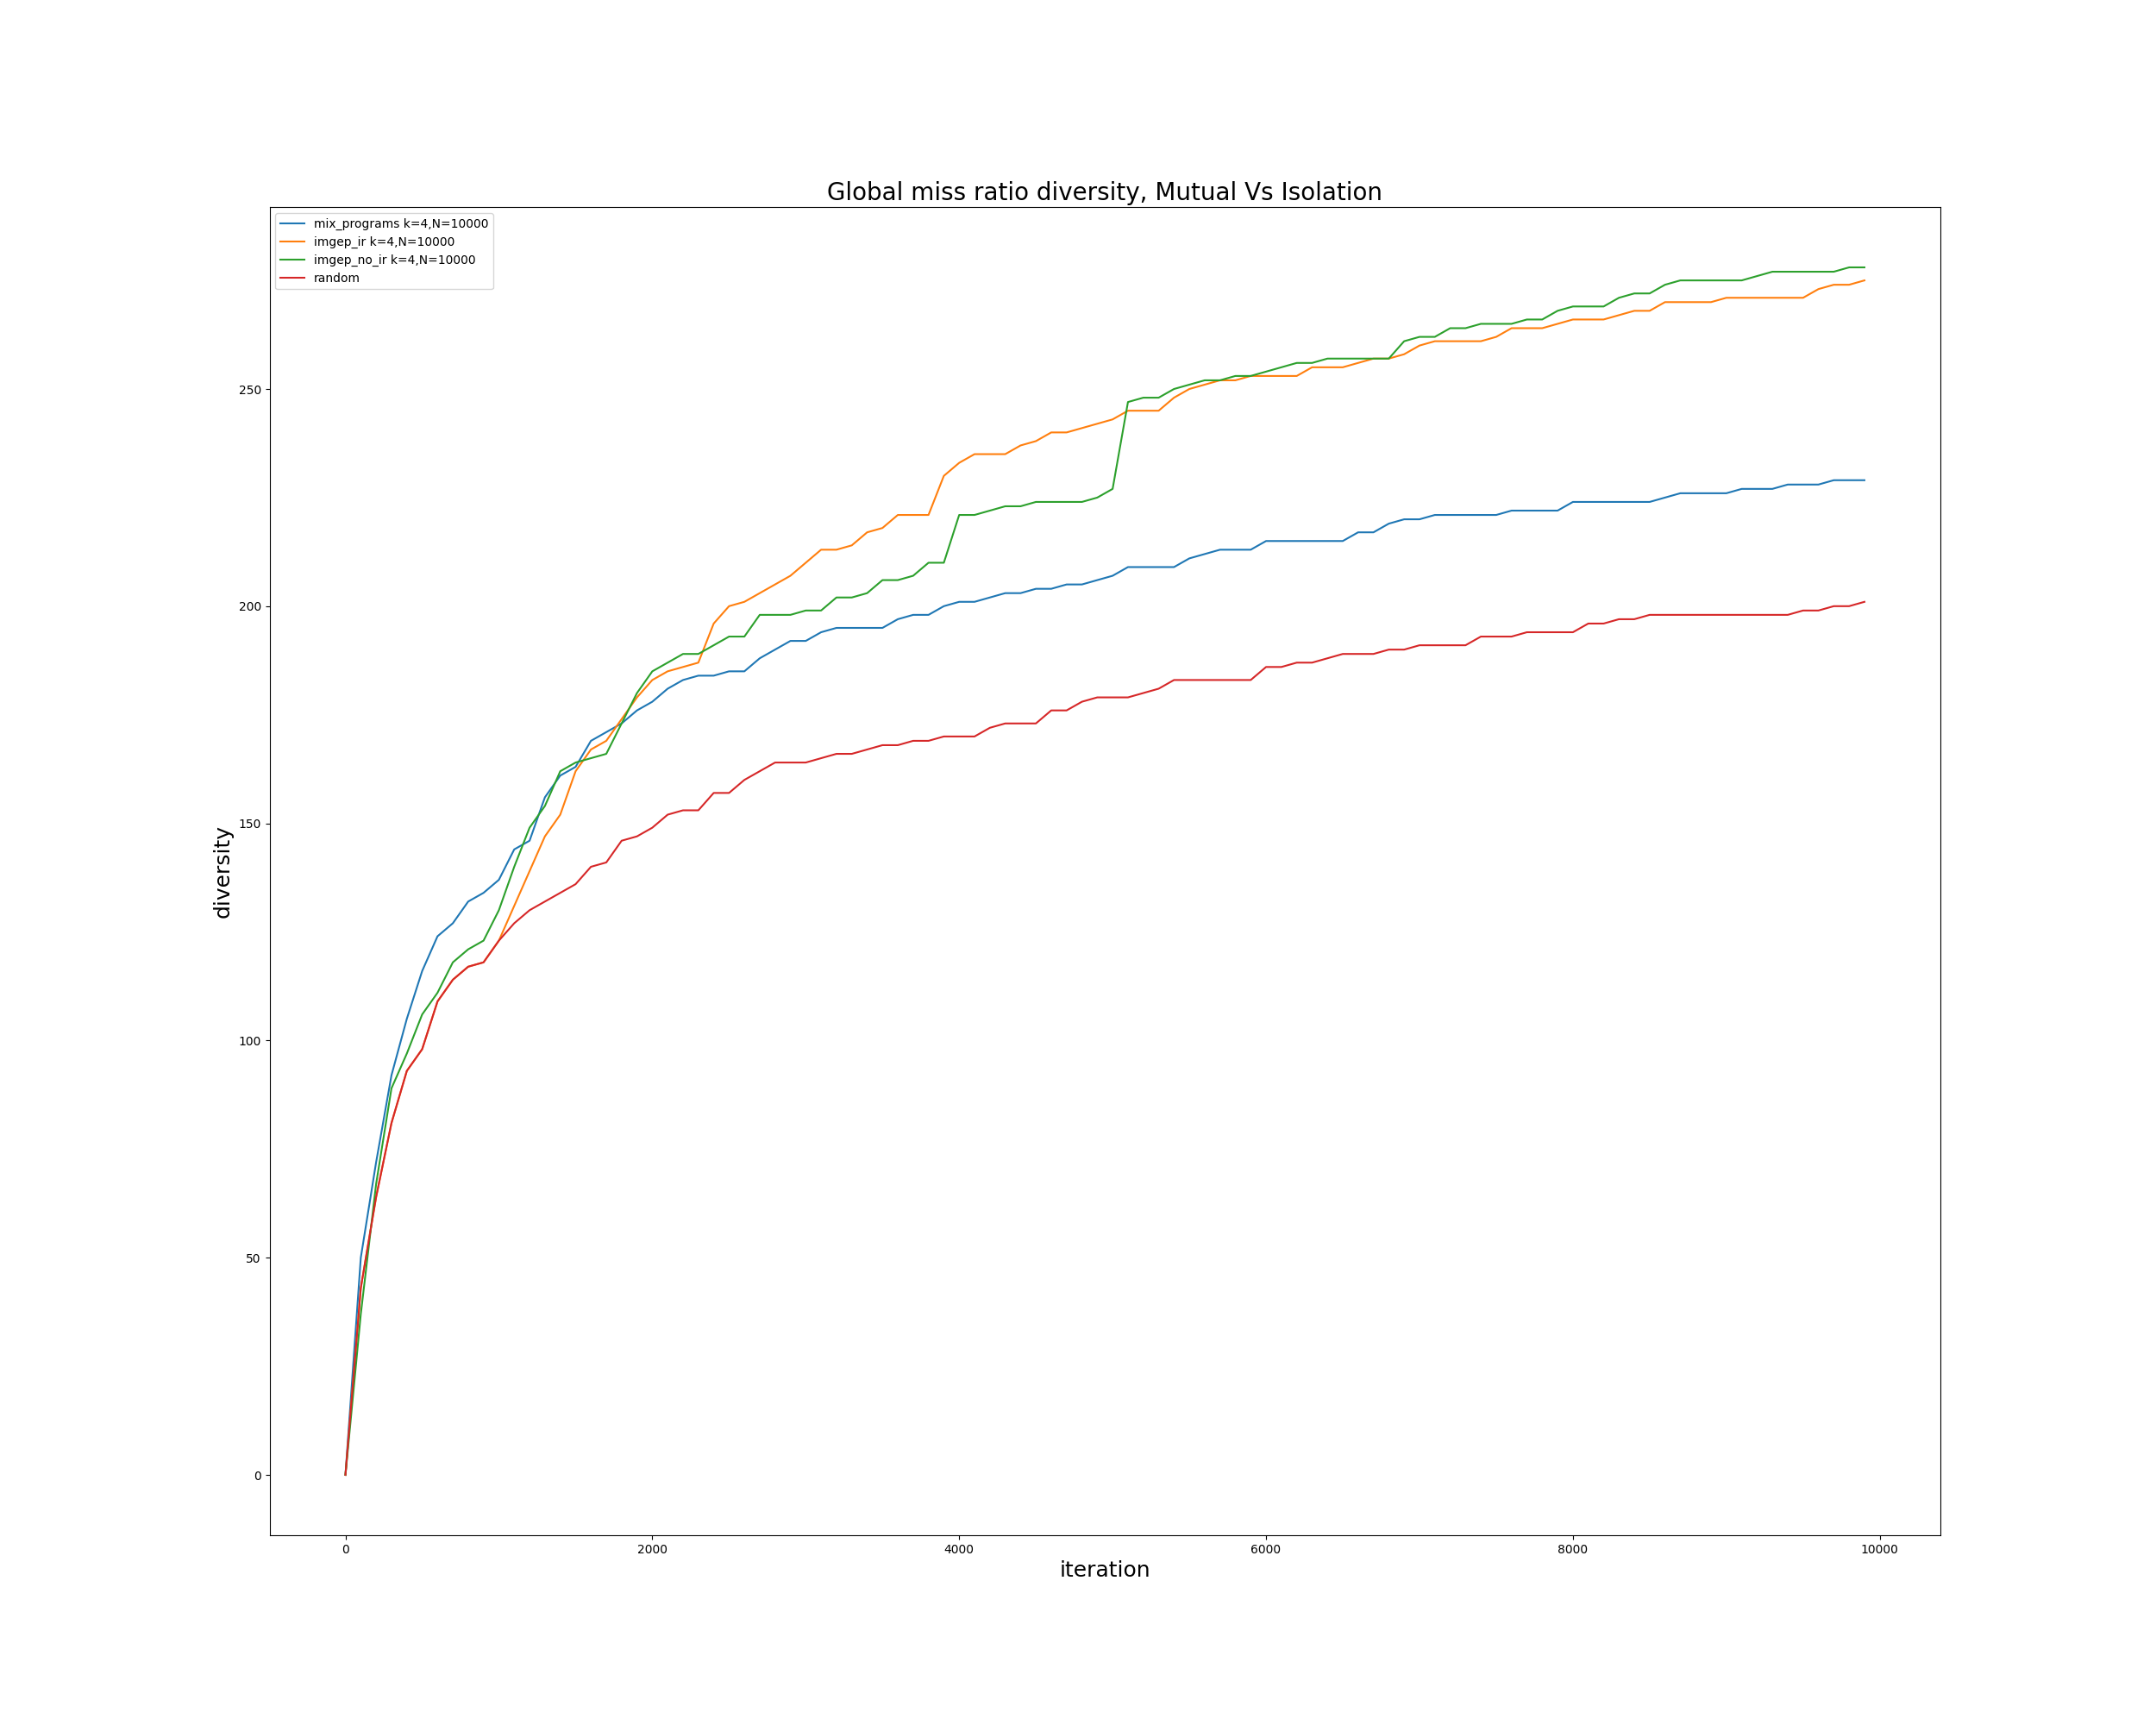 Global miss ratio diversity, Mutual Vs Isolation
mix_programs k=4,N=10000
imgep_ir k=4,N=10000
imgep_no_ir k=4,N=10000
random
diversity
250
200
150
100
50
0
0
2000
4000
6000
8000
10000
iteration